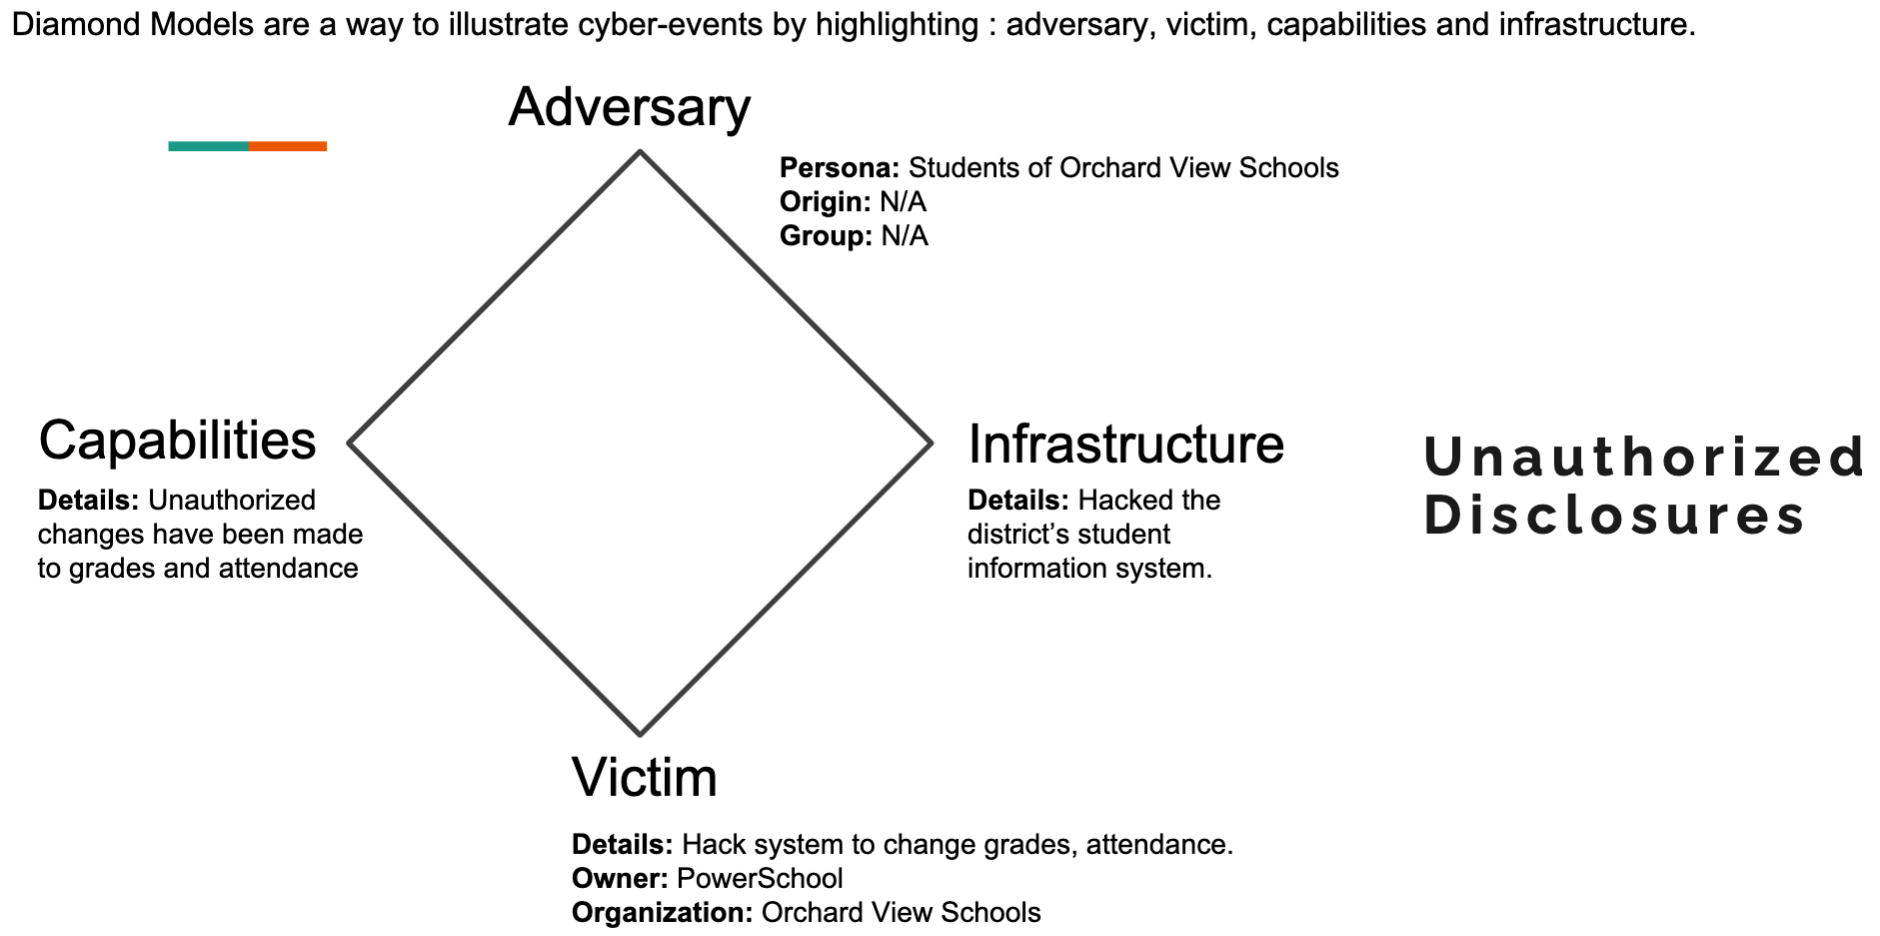 Diamond Models are a way to illustrate cyber-events by highlighting : adversary, victim, capabilities and infrastructure.
Adversary
Persona: Students of Orchard View Schools
Origin: N/A
Group: N/A
Capabilities
Details: Unauthorized
changes have been made
to grades and attendance
Infrastructure
Details: Hacked the
district's student
information system.
Unauthorized
Disclosures
Victim
Details: Hack system to change grades, attendance.
Owner: PowerSchool
Organization: Orchard View Schools